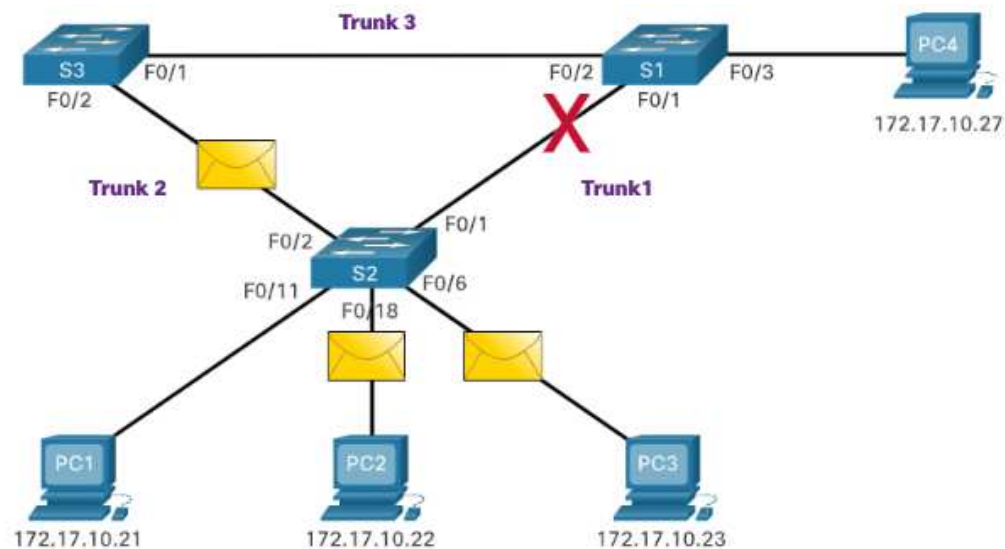 Trunk 3
S3
F0/1
F0/2
F0/2
S1
F0/3
F0/1
PC4
172.17.10.27
X
Trunk 2
Trunk1
F0/1
F0/2
S2
F0/11
F0/18
F0/6
PC1
PC2
PC3
172.17.10.21
172.17.10.22
172.17.10.23